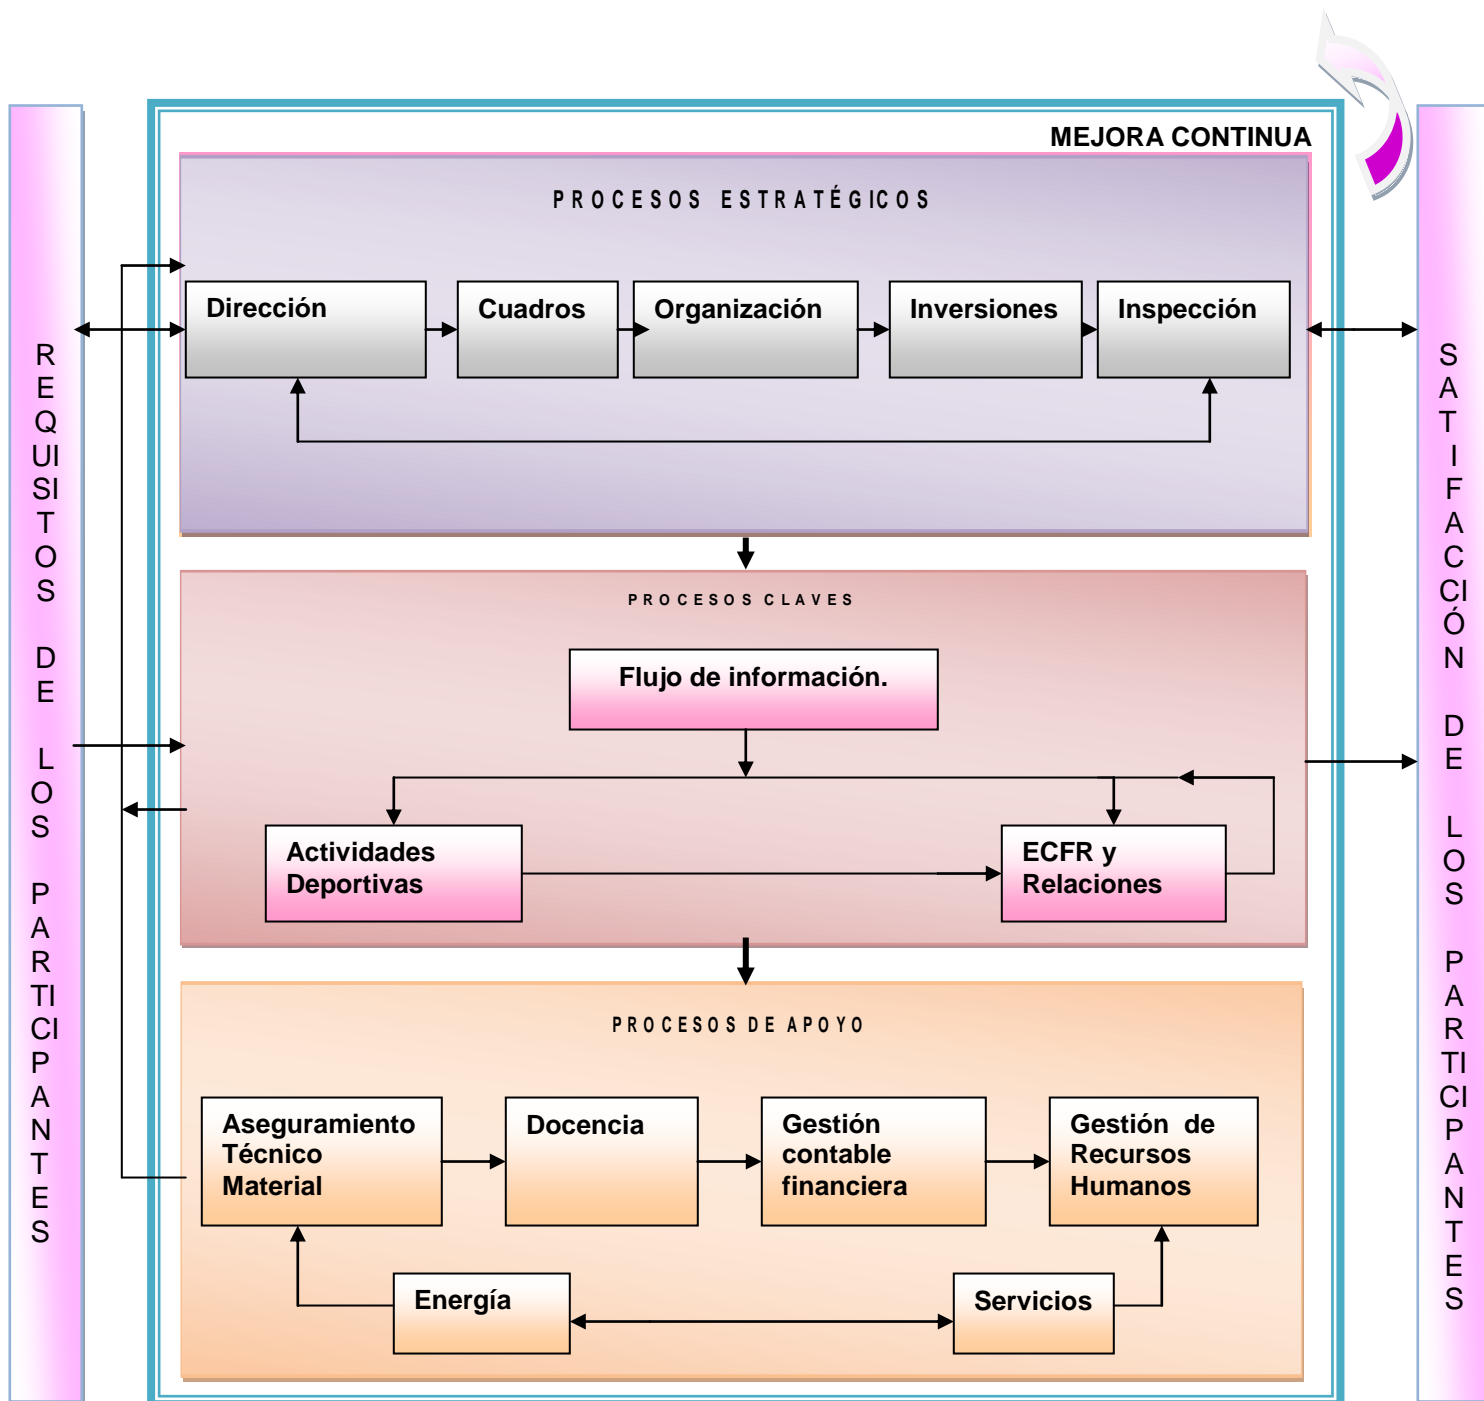 MEJORA CONTINUA
PROCESOS ESTRATÉGICOS
Dirección
Cuadros
Organización
Inversiones
Inspección
REQUISITOS DE LOS PARTICIPANTES
SATIFACCIÓN DE LOS PARTICIPANTES
PROCESOS CLAVES
Flujo de información.
Actividades
Deportivas
ECFR y
Relaciones
PROCESOS DE APOYO
Aseguramiento
Técnico
Material
Docencia
Gestión
contable
financiera
Gestión de
Recursos
Humanos
Energía
Servicios